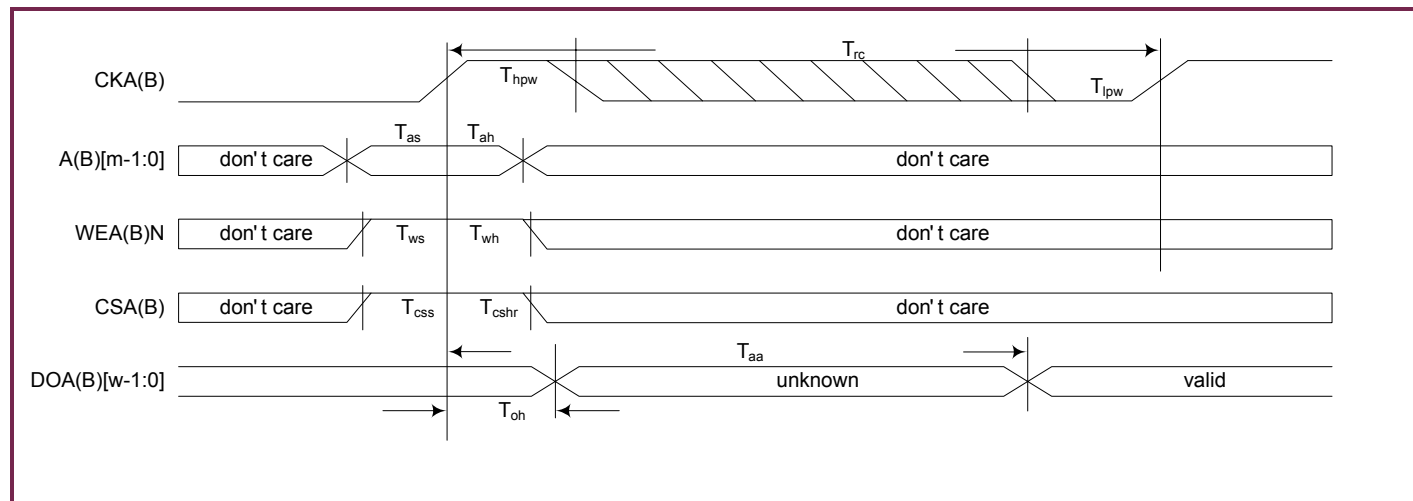 T_rc
CKA(B) T_hpw T_lpw
T_as T_ah
A(B)[m-1:0] don't care don't care
WEA(B)N don't care T_ws T_wh don't care
CSA(B) don't care T_css T_cshr don't care
T_aa
DOA(B)[w-1:0] unknown valid
T_oh